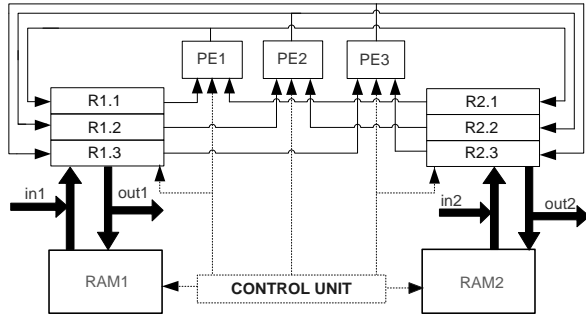 PE1
PE2
PE3
R1.1
R1.2
R1.3
R2.1
R2.2
R2.3
in1
out1
in2
out2
RAM1
CONTROL UNIT
RAM2